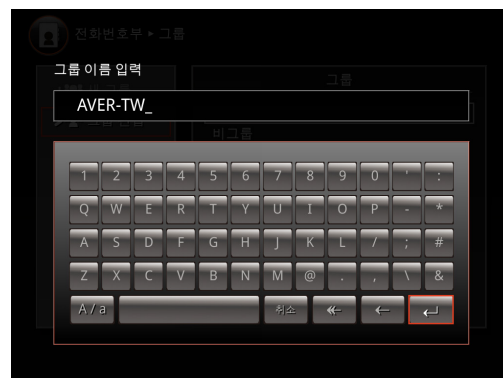 전화번호부 ▸ 그룹
그룹 이름 입력
그룹
AVER-TW_
비그룹
1 2 3 4 5 6 7 8 9 0 ' :
Q W E R T Y U I O P - *
A S D F G H J K L / ; #
Z X C V B N M @ . , \ &
A / a 취소